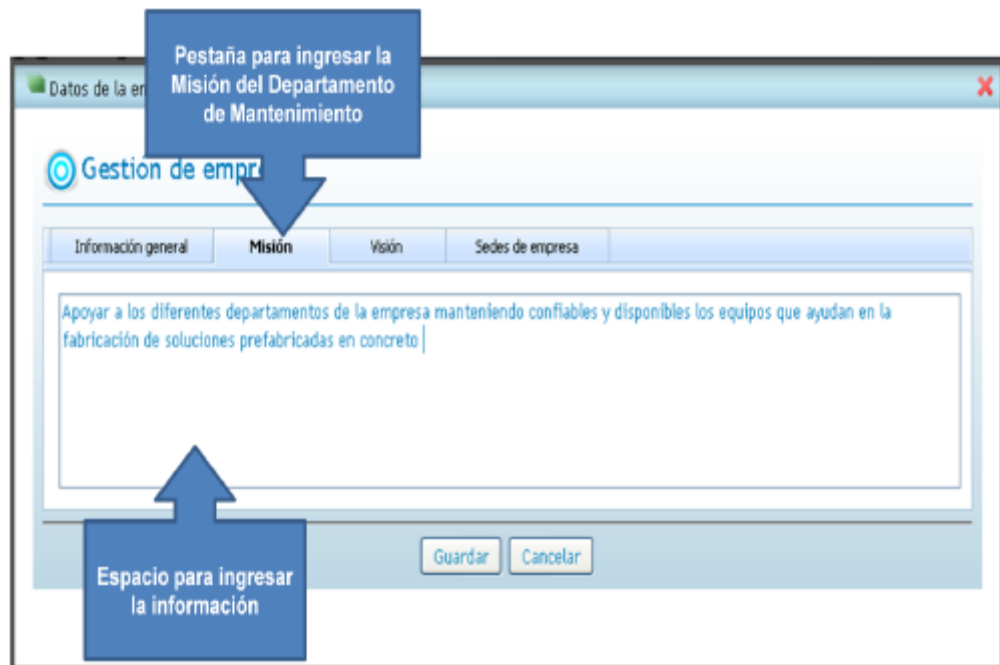 Pestaña para ingresar la
Misión del Departamento
de Mantenimiento
Datos de la em
Gestión de empr
Información general Misión Visión Sedes de empresa
Apoyar a los diferentes departamentos de la empresa manteniendo confiables y disponibles los equipos que ayudan en la
fabricación de soluciones prefabricadas en concreto
Guardar Cancelar
Espacio para ingresar
la información